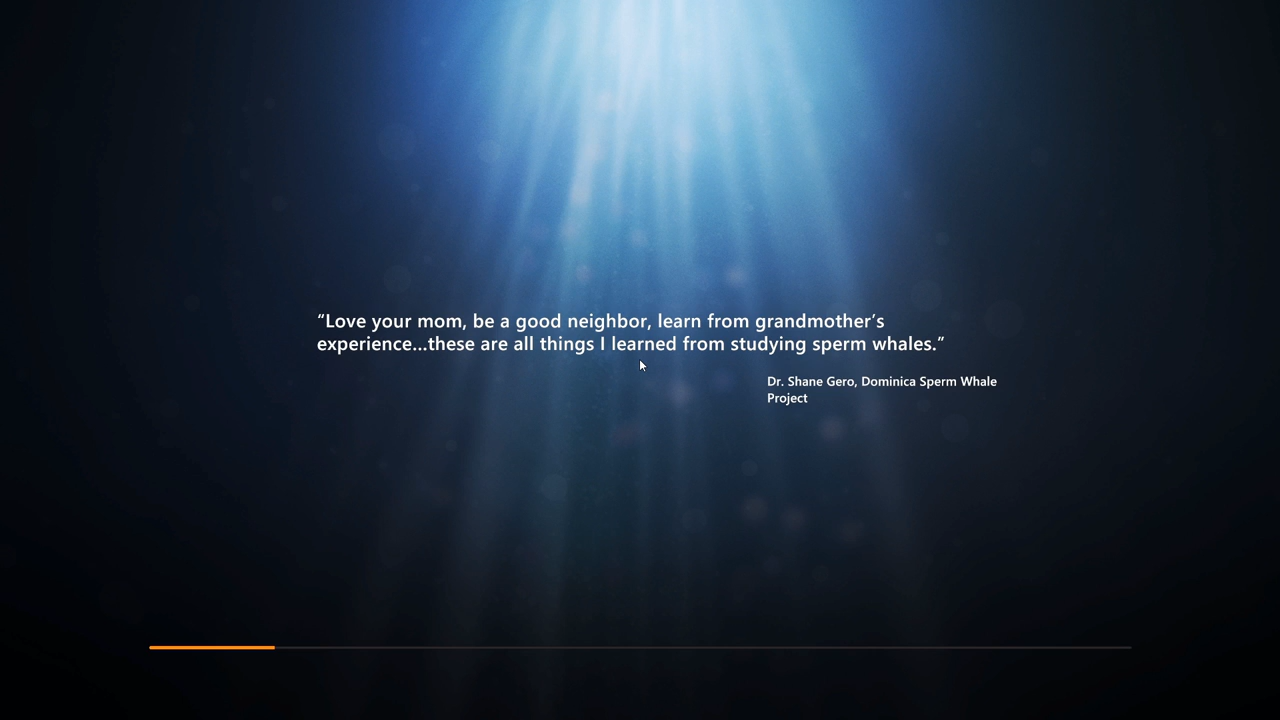 “Love your mom, be a good neighbor, learn from grandmother’s
experience...these are all things I learned from studying sperm whales.”
Dr. Shane Gero, Dominica Sperm Whale
Project